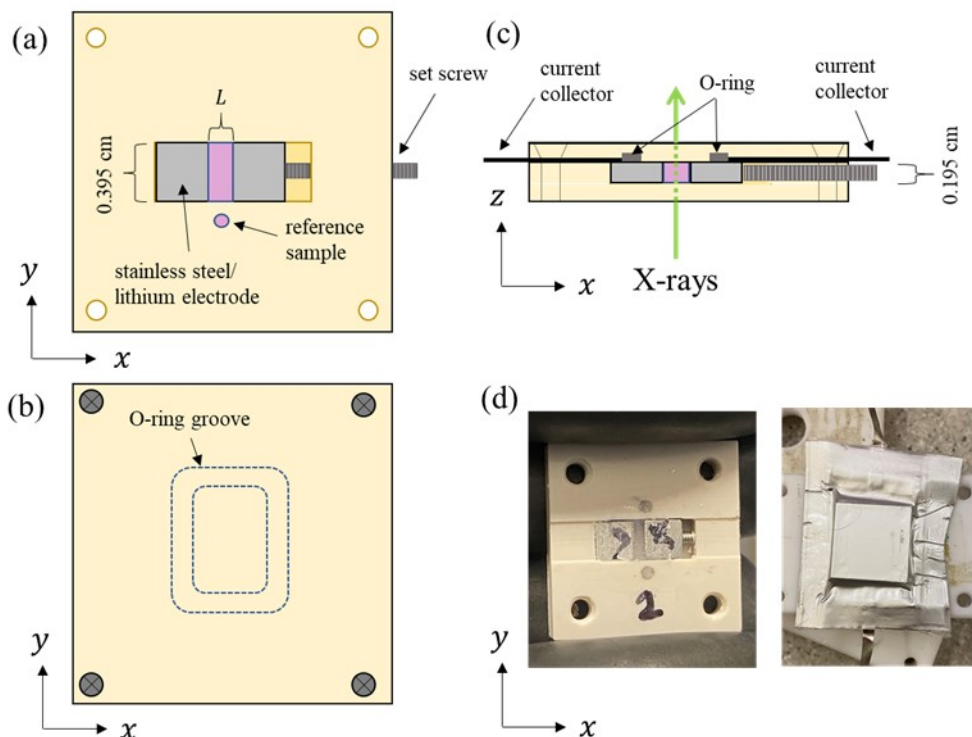 (a)
L
set screw
0.395 cm
reference
sample
stainless steel/
lithium electrode
y
x
(c)
current
collector
O-ring
current
collector
0.195 cm
z
x
X-rays
(b)
O-ring groove
y
x
(d)
2
y
x